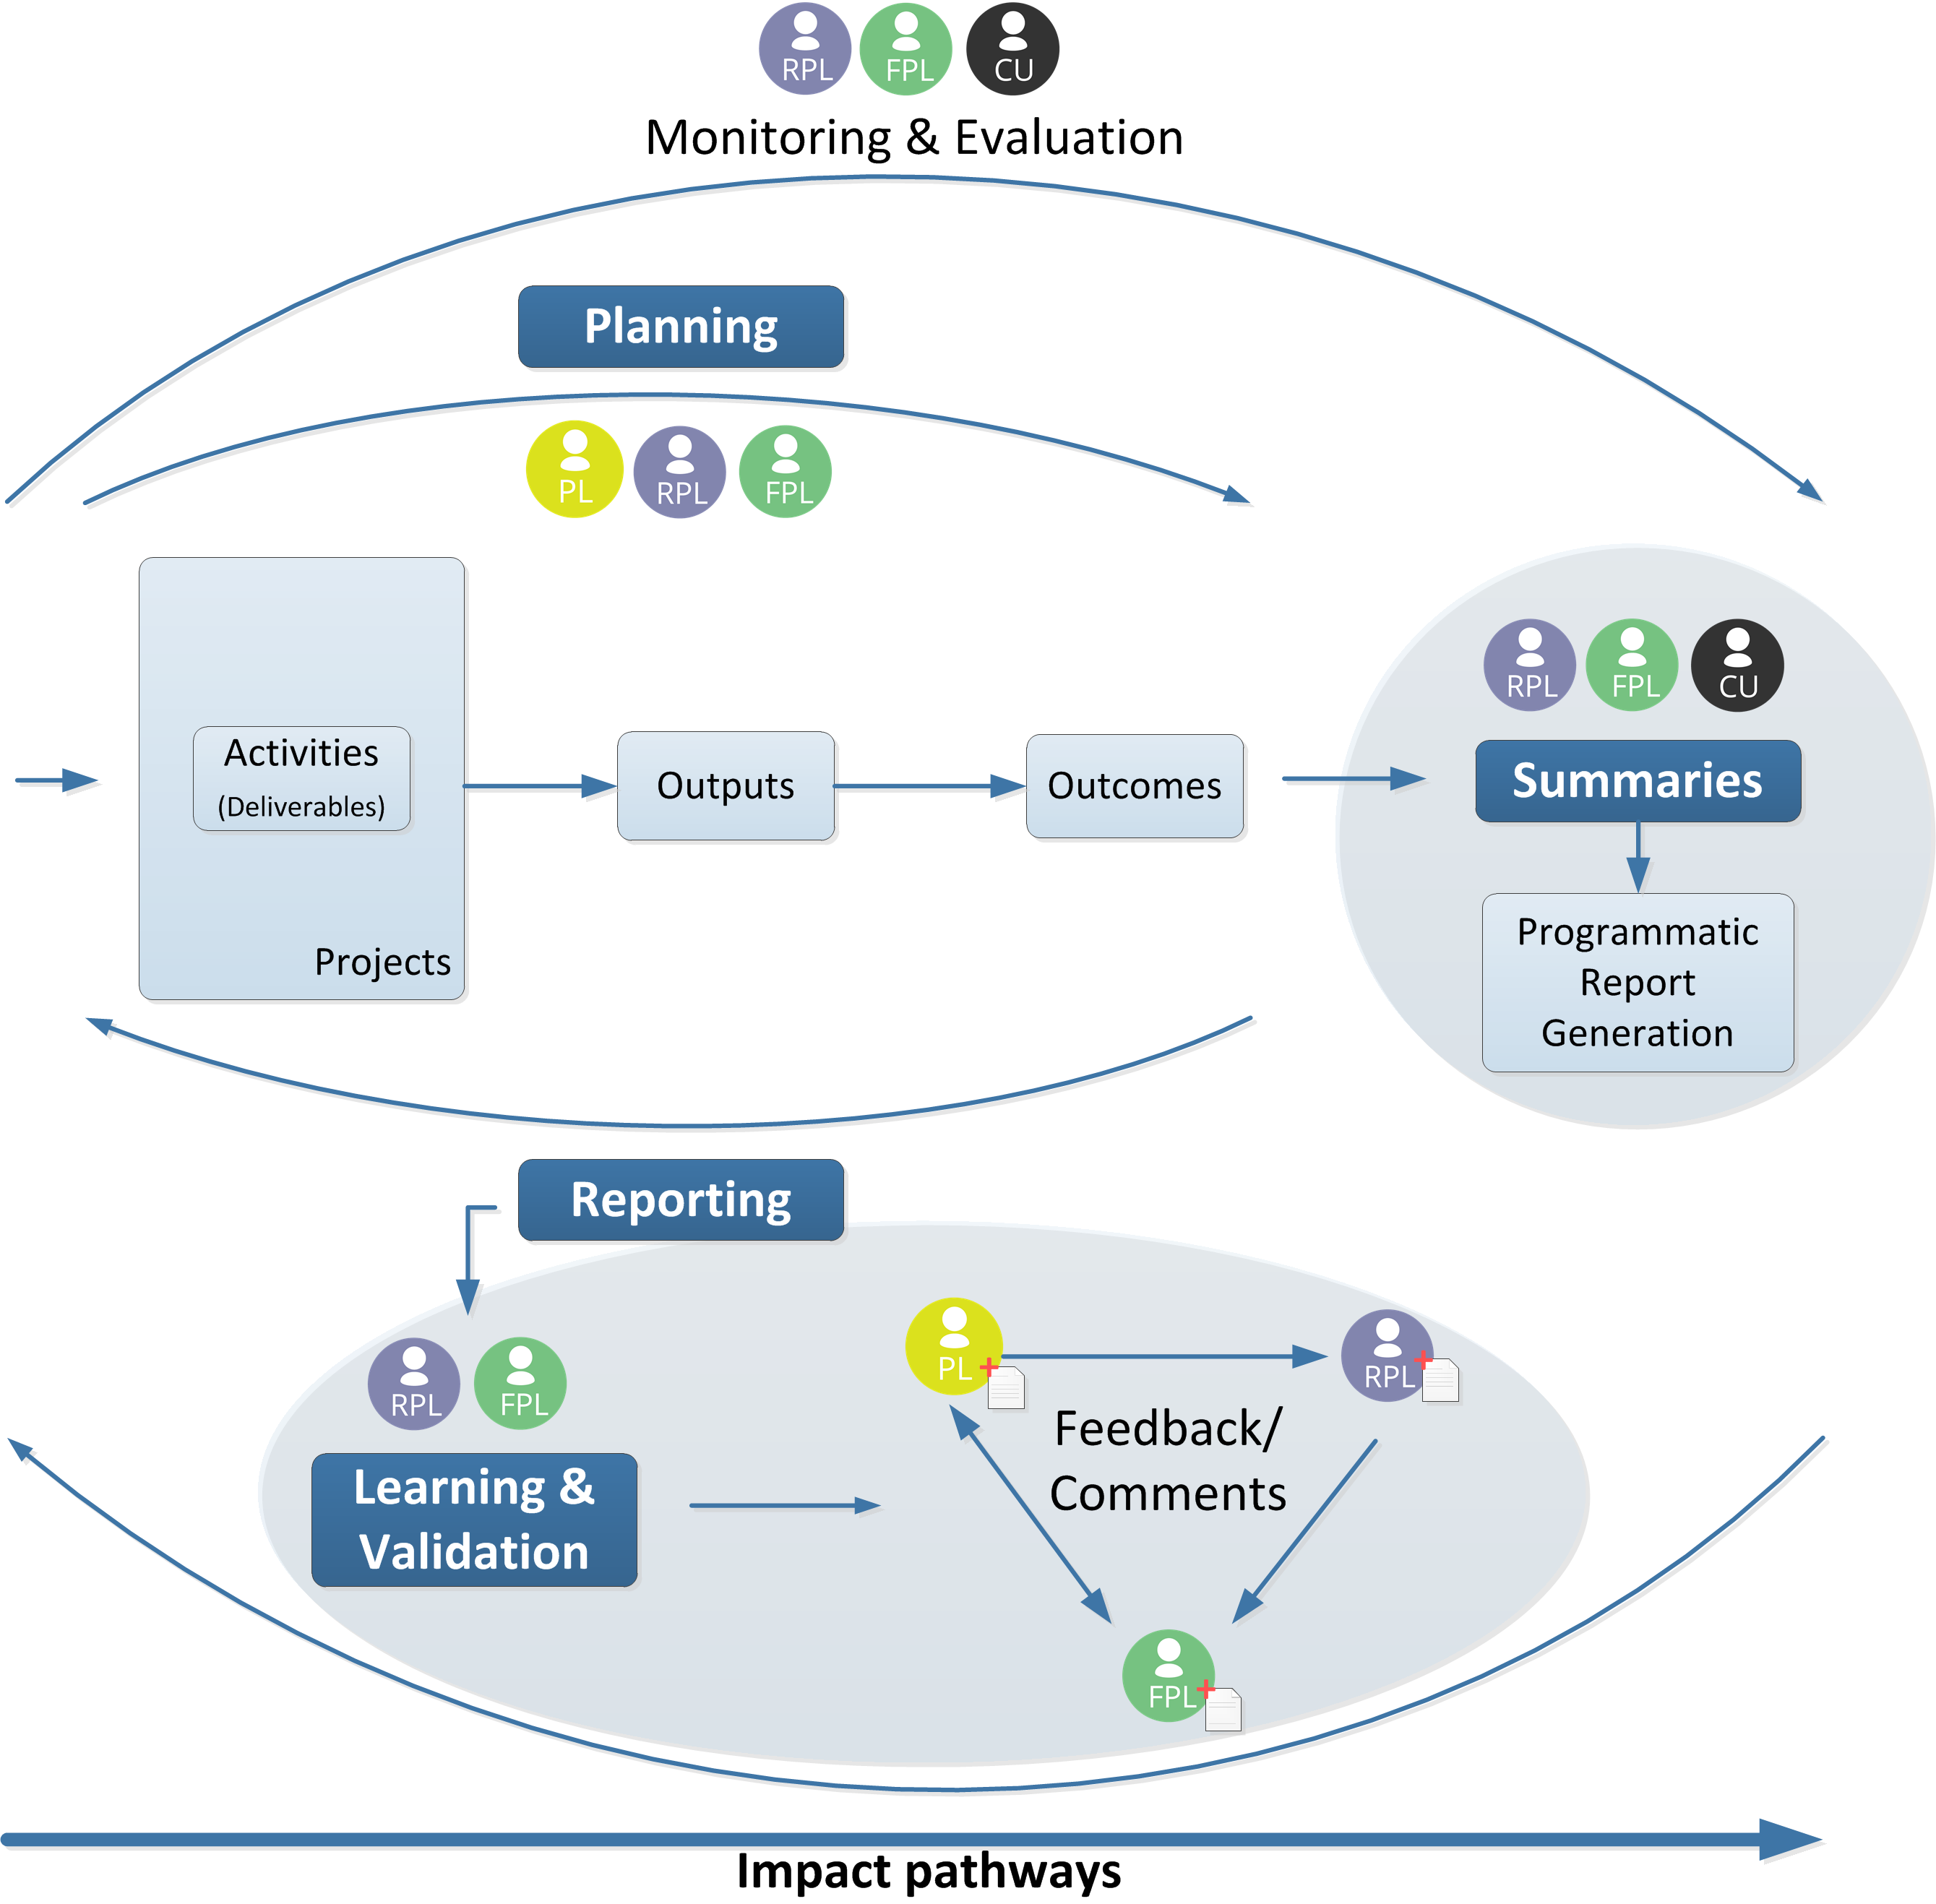 RPL FPL CU
Monitoring & Evaluation
Planning
PL RPL FPL
Activities
(Deliverables)
Projects
Outputs
Outcomes
RPL FPL CU
Summaries
Programmatic
Report
Generation
Reporting
RPL FPL
Learning &
Validation
PL
RPL
Feedback/
Comments
FPL
Impact pathways